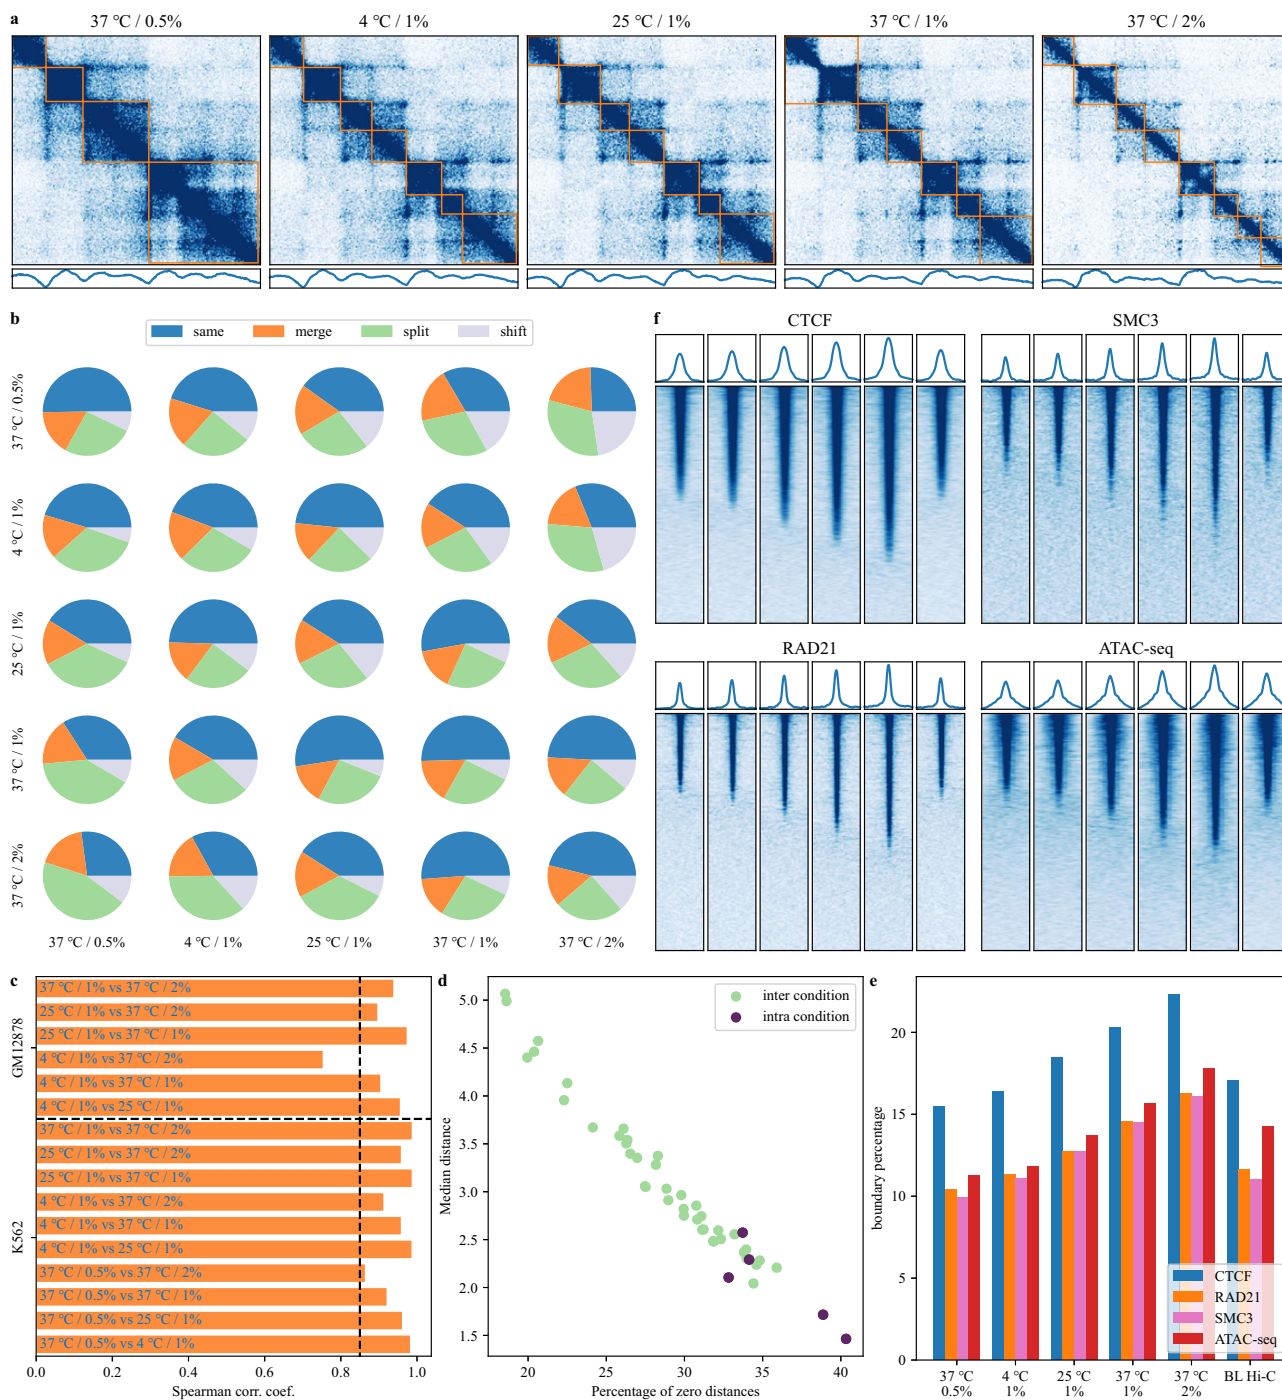 a
37 °C / 0.5%
4 °C / 1%
25 °C / 1%
37 °C / 1%
37 °C / 2%
b
same
merge
split
shift
37 °C / 0.5%
4 °C / 1%
25 °C / 1%
37 °C / 1%
37 °C / 2%
37 °C / 0.5%
4 °C / 1%
25 °C / 1%
37 °C / 1%
37 °C / 2%
f
CTCF
SMC3
RAD21
ATAC-seq
c
GM12878
K562
37 °C / 1% vs 37 °C / 2%
25 °C / 1% vs 37 °C / 2%
25 °C / 1% vs 37 °C / 1%
4 °C / 1% vs 37 °C / 2%
4 °C / 1% vs 37 °C / 1%
4 °C / 1% vs 25 °C / 1%
37 °C / 1% vs 37 °C / 2%
25 °C / 1% vs 37 °C / 2%
25 °C / 1% vs 37 °C / 1%
4 °C / 1% vs 37 °C / 2%
4 °C / 1% vs 37 °C / 1%
4 °C / 1% vs 25 °C / 1%
37 °C / 0.5% vs 37 °C / 2%
37 °C / 0.5% vs 37 °C / 1%
37 °C / 0.5% vs 25 °C / 1%
37 °C / 0.5% vs 4 °C / 1%
0.0 0.2 0.4 0.6 0.8 1.0
Spearman corr. coef.
d
inter condition
intra condition
Median distance
5.0
4.5
4.0
3.5
3.0
2.5
2.0
1.5
20 25 30 35 40
Percentage of zero distances
e
boundary percentage
20
15
10
5
0
CTCF
RAD21
SMC3
ATAC-seq
37 °C 4 °C 25 °C 37 °C 37 °C BL Hi-C
0.5% 1% 1% 1% 2%